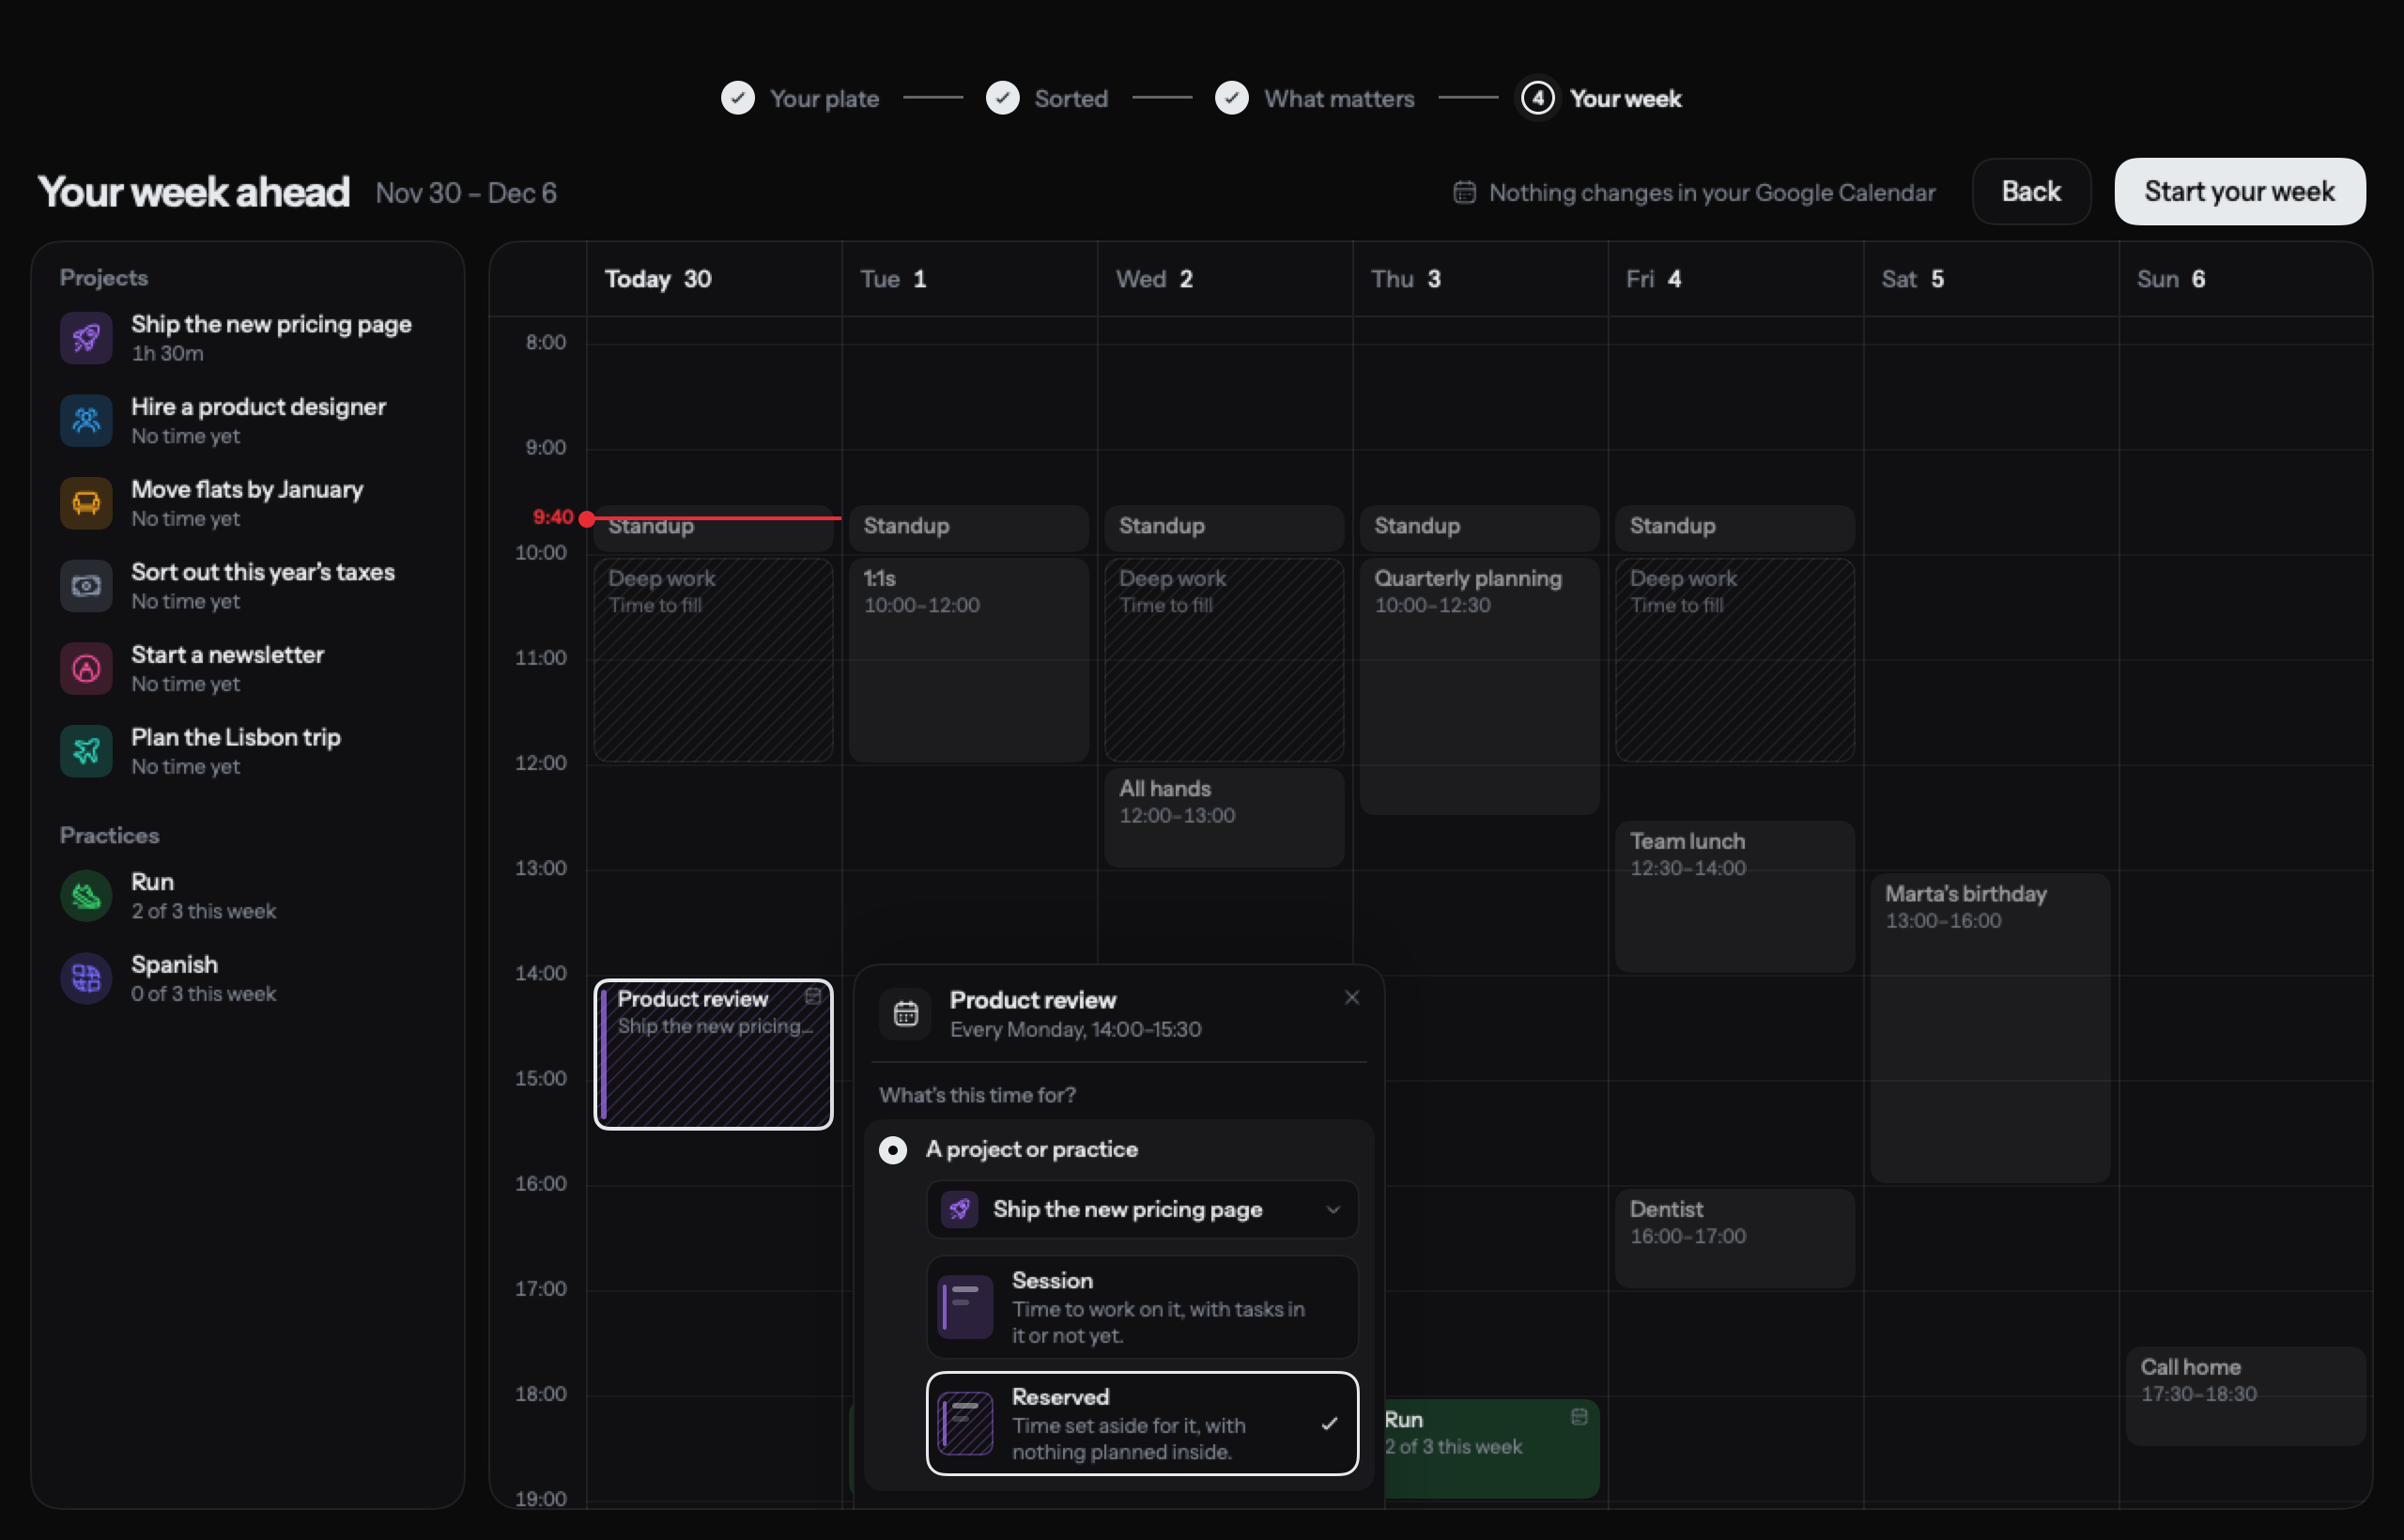 Your plate
Sorted
What matters
4 Your week
Your week ahead Nov 30 – Dec 6
Nothing changes in your Google Calendar
Back
Start your week
Projects
Ship the new pricing page
1h 30m
Hire a product designer
No time yet
Move flats by January
No time yet
Sort out this year's taxes
No time yet
Start a newsletter
No time yet
Plan the Lisbon trip
No time yet
Practices
Run
2 of 3 this week
Spanish
0 of 3 this week
Today 30
Tue 1
Wed 2
Thu 3
Fri 4
Sat 5
Sun 6
8:00
9:00
9:40
10:00
11:00
12:00
13:00
14:00
15:00
16:00
17:00
18:00
19:00
Standup
Deep work
Time to fill
Product review
Ship the new pricing...
Standup
1:1s
10:00–12:00
Standup
Deep work
Time to fill
All hands
12:00–13:00
Standup
Quarterly planning
10:00–12:30
Run
2 of 3 this week
Standup
Deep work
Time to fill
Team lunch
12:30–14:00
Dentist
16:00–17:00
Marta's birthday
13:00–16:00
Call home
17:30–18:30
Product review
Every Monday, 14:00–15:30
What's this time for?
A project or practice
Ship the new pricing page
Session
Time to work on it, with tasks in
it or not yet.
Reserved
Time set aside for it, with
nothing planned inside.